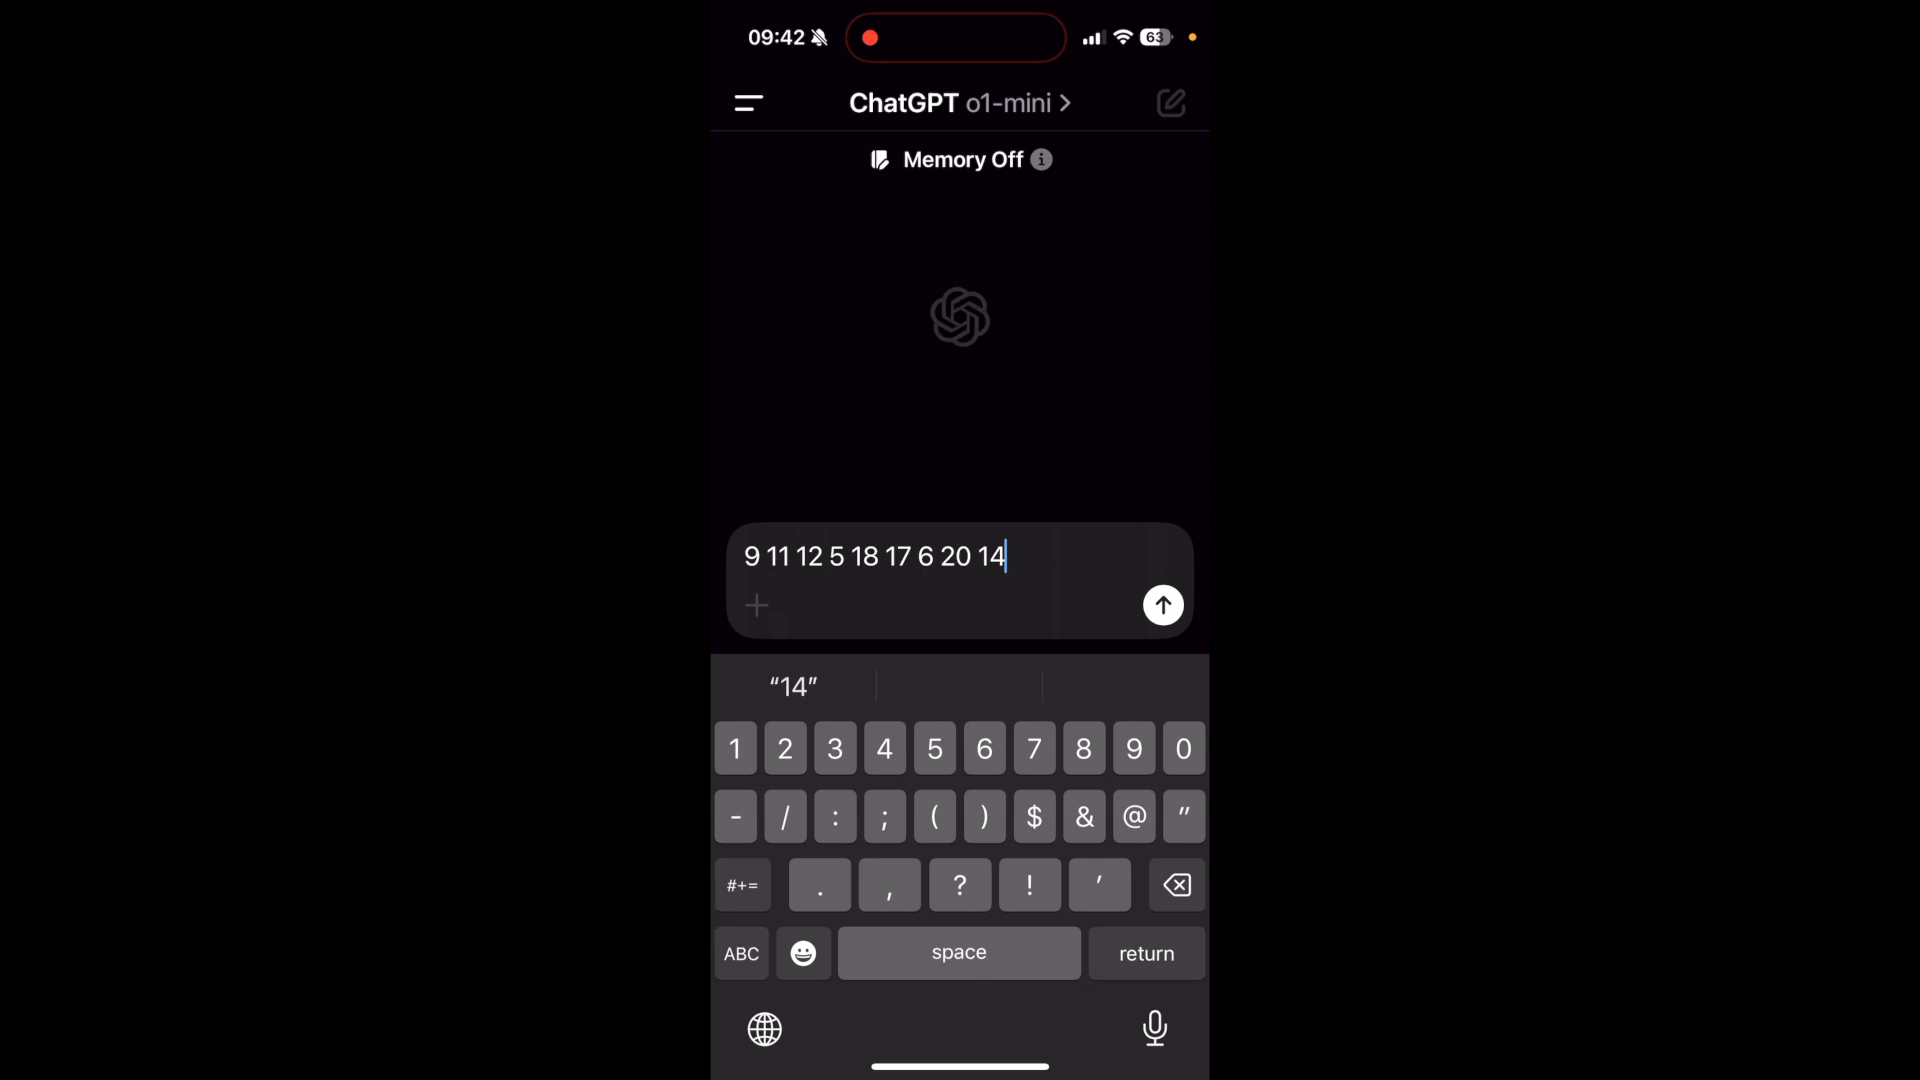 09:42 63
ChatGPT o1-mini >
Memory Off
9 11 12 5 18 17 6 20 14
“14”
1 2 3 4 5 6 7 8 9 0
- / : ; ( ) $ & @ "
#+= . , ? ! ′
ABC space return